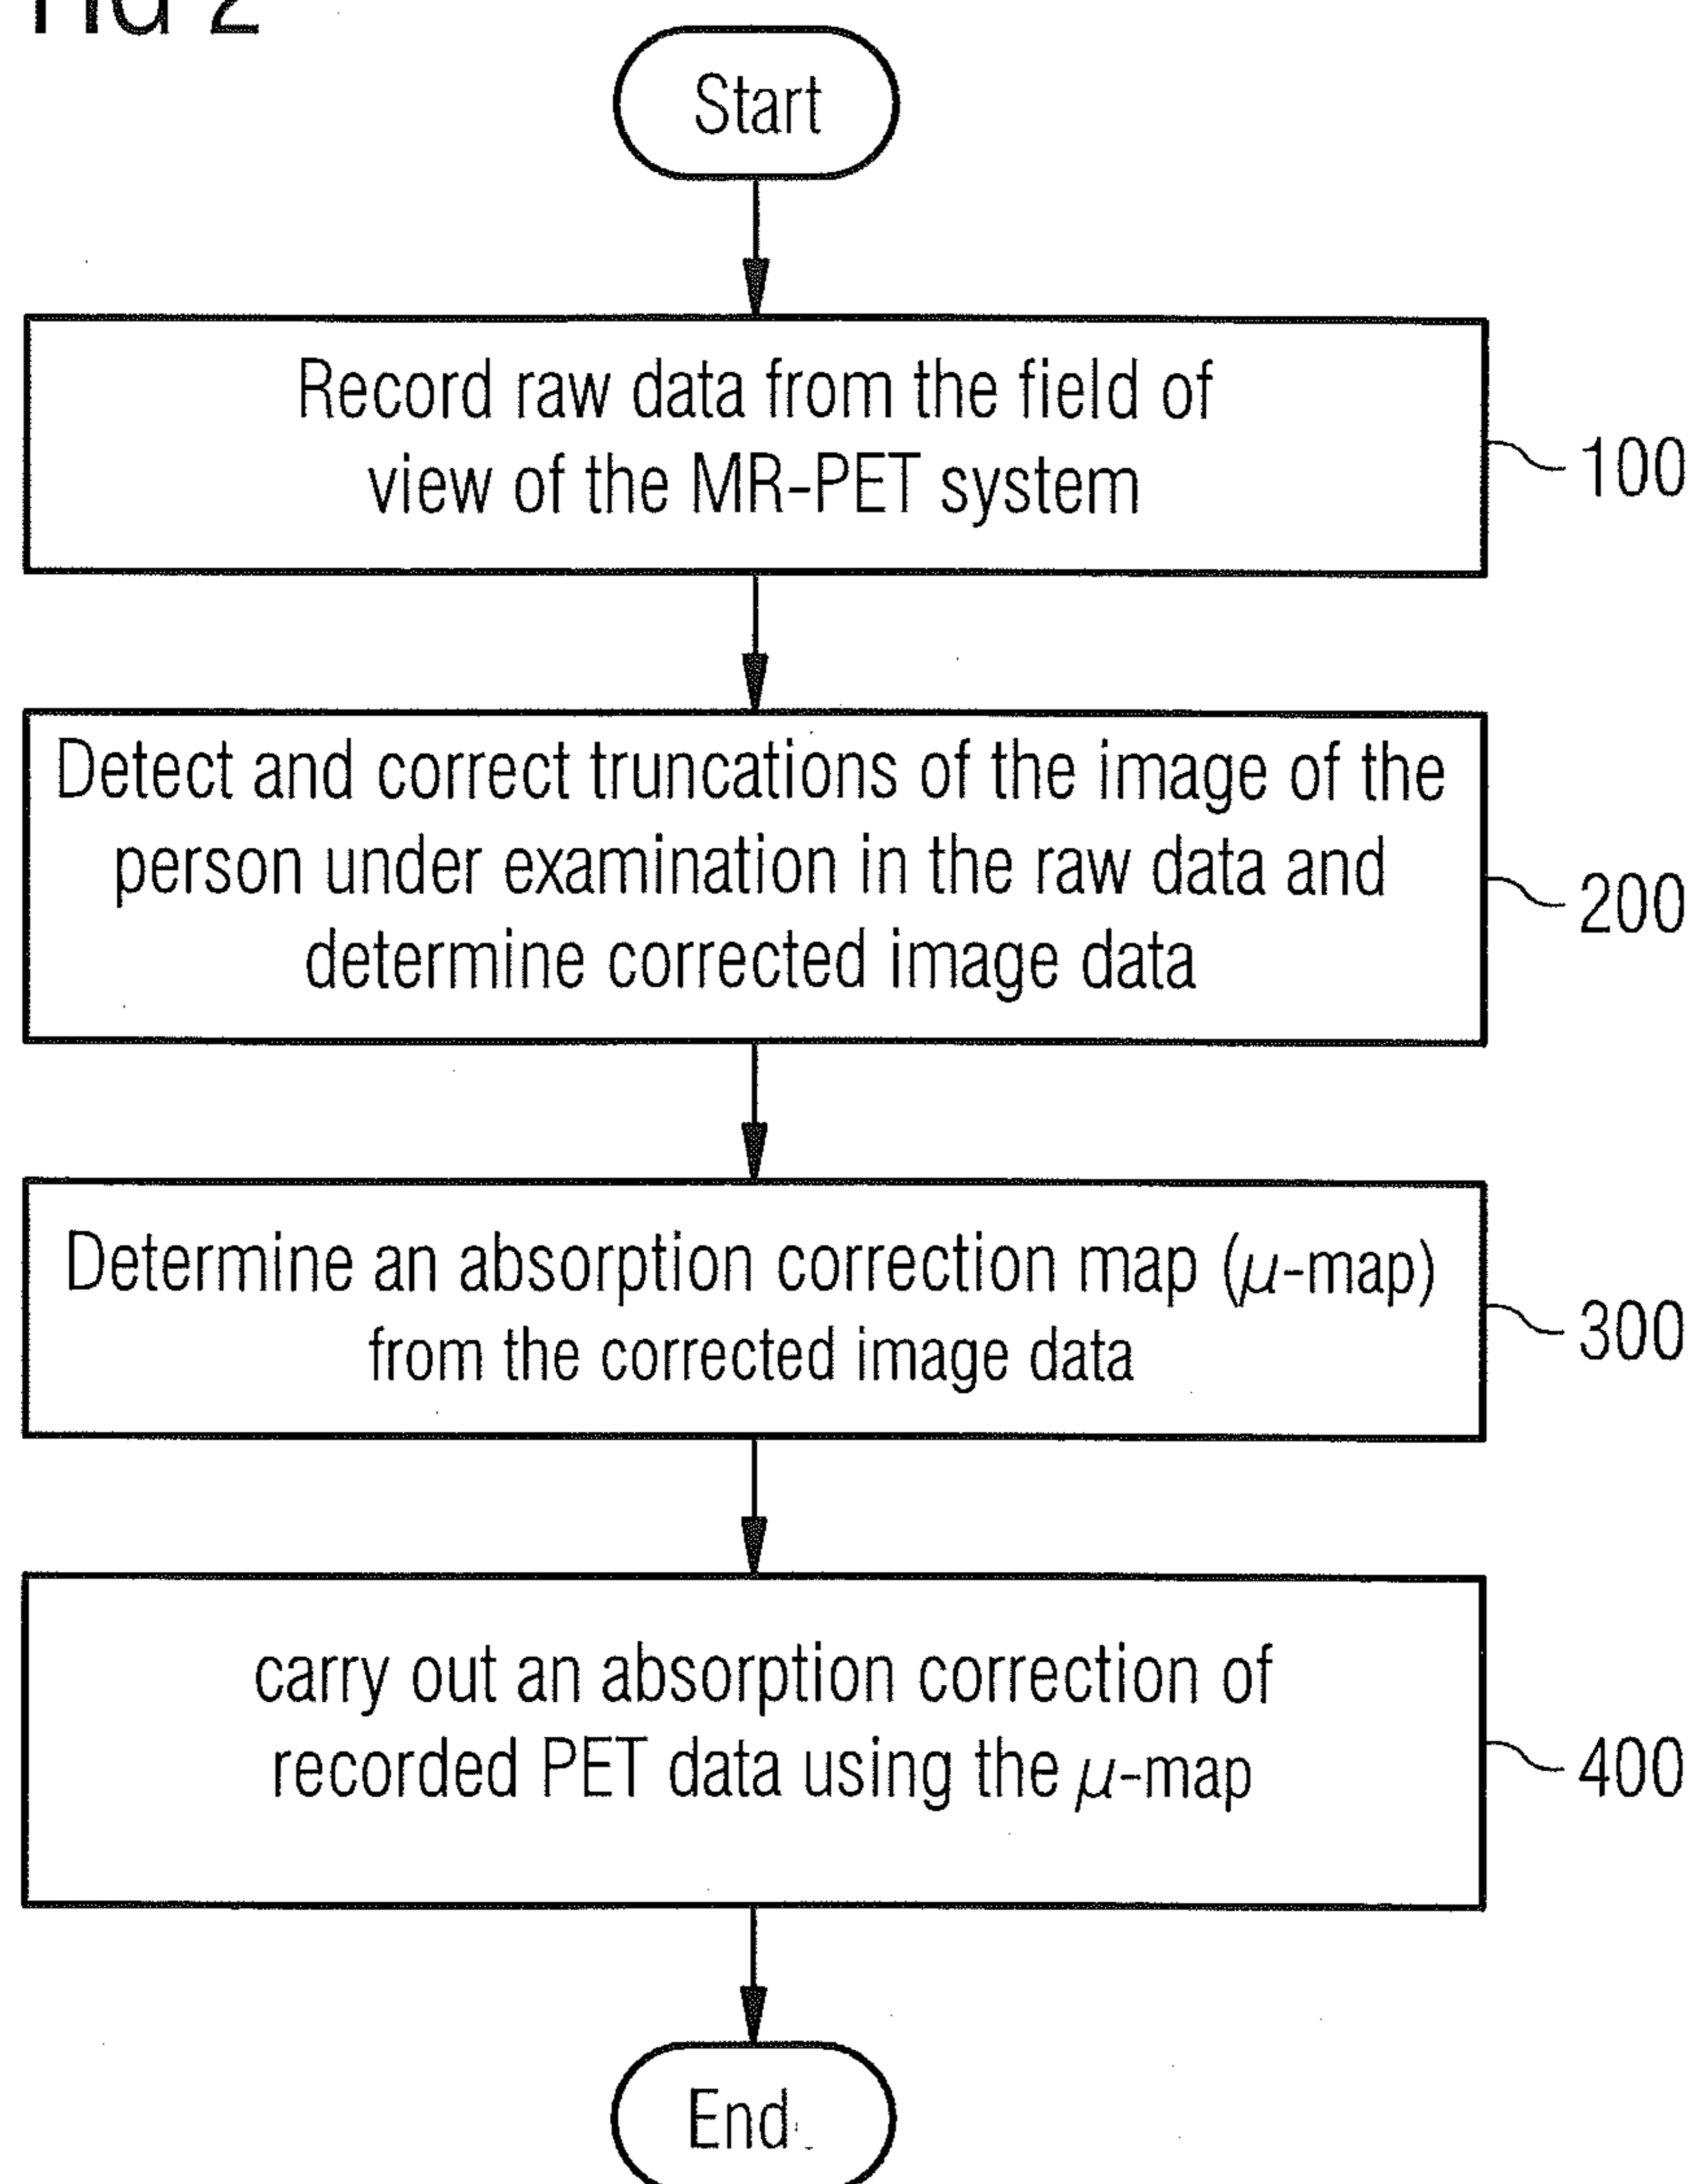 FIG 2
Start
Record raw data from the field of
view of the MR-PET system
100
Detect and correct truncations of the image of the
person under examination in the raw data and
determine corrected image data
200
Determine an absorption correction map (μ-map)
from the corrected image data
300
carry out an absorption correction of
recorded PET data using the μ-map
400
End